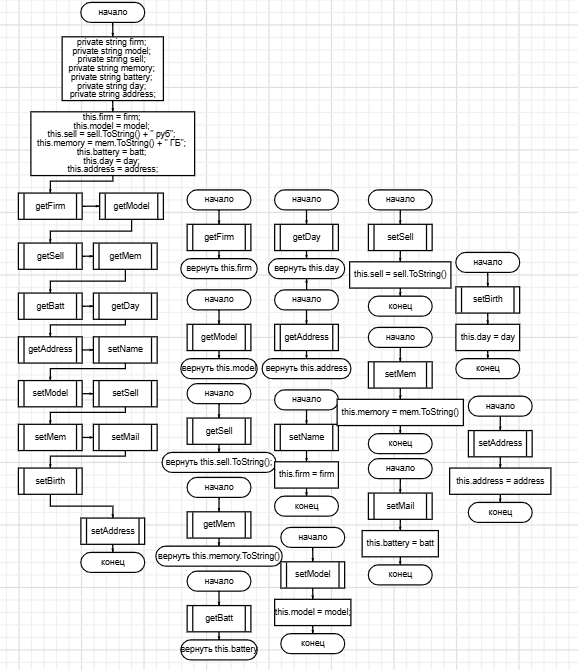 начало
private string firm;
private string model;
private string sell;
private string memory;
private string battery;
private string day;
private string address;
this.firm = firm;
this.model = model;
this.sell = sell.ToString() + " руб";
this.memory = mem.ToString() + " ГБ";
this.battery = batt;
this.day = day;
this.address = address;
getFirm
getModel
getSell
getMem
getBatt
getDay
getAddress
setName
setModel
setSell
setMem
setMail
setBirth
setAddress
конец
начало
getFirm
вернуть this.firm
начало
getModel
вернуть this.model
начало
getSell
вернуть this.sell.ToString();
начало
getMem
вернуть this.memory.ToString()
начало
getBatt
вернуть this.battery
начало
getDay
вернуть this.day
начало
getAddress
вернуть this.address
начало
setName
this.firm = firm
конец
начало
setModel
this.model = model;
конец
начало
setSell
this.sell = sell.ToString()
конец
начало
setMem
this.memory = mem.ToString()
конец
начало
setMail
this.battery = batt
конец
начало
setBirth
this.day = day
конец
начало
setAddress
this.address = address
конец